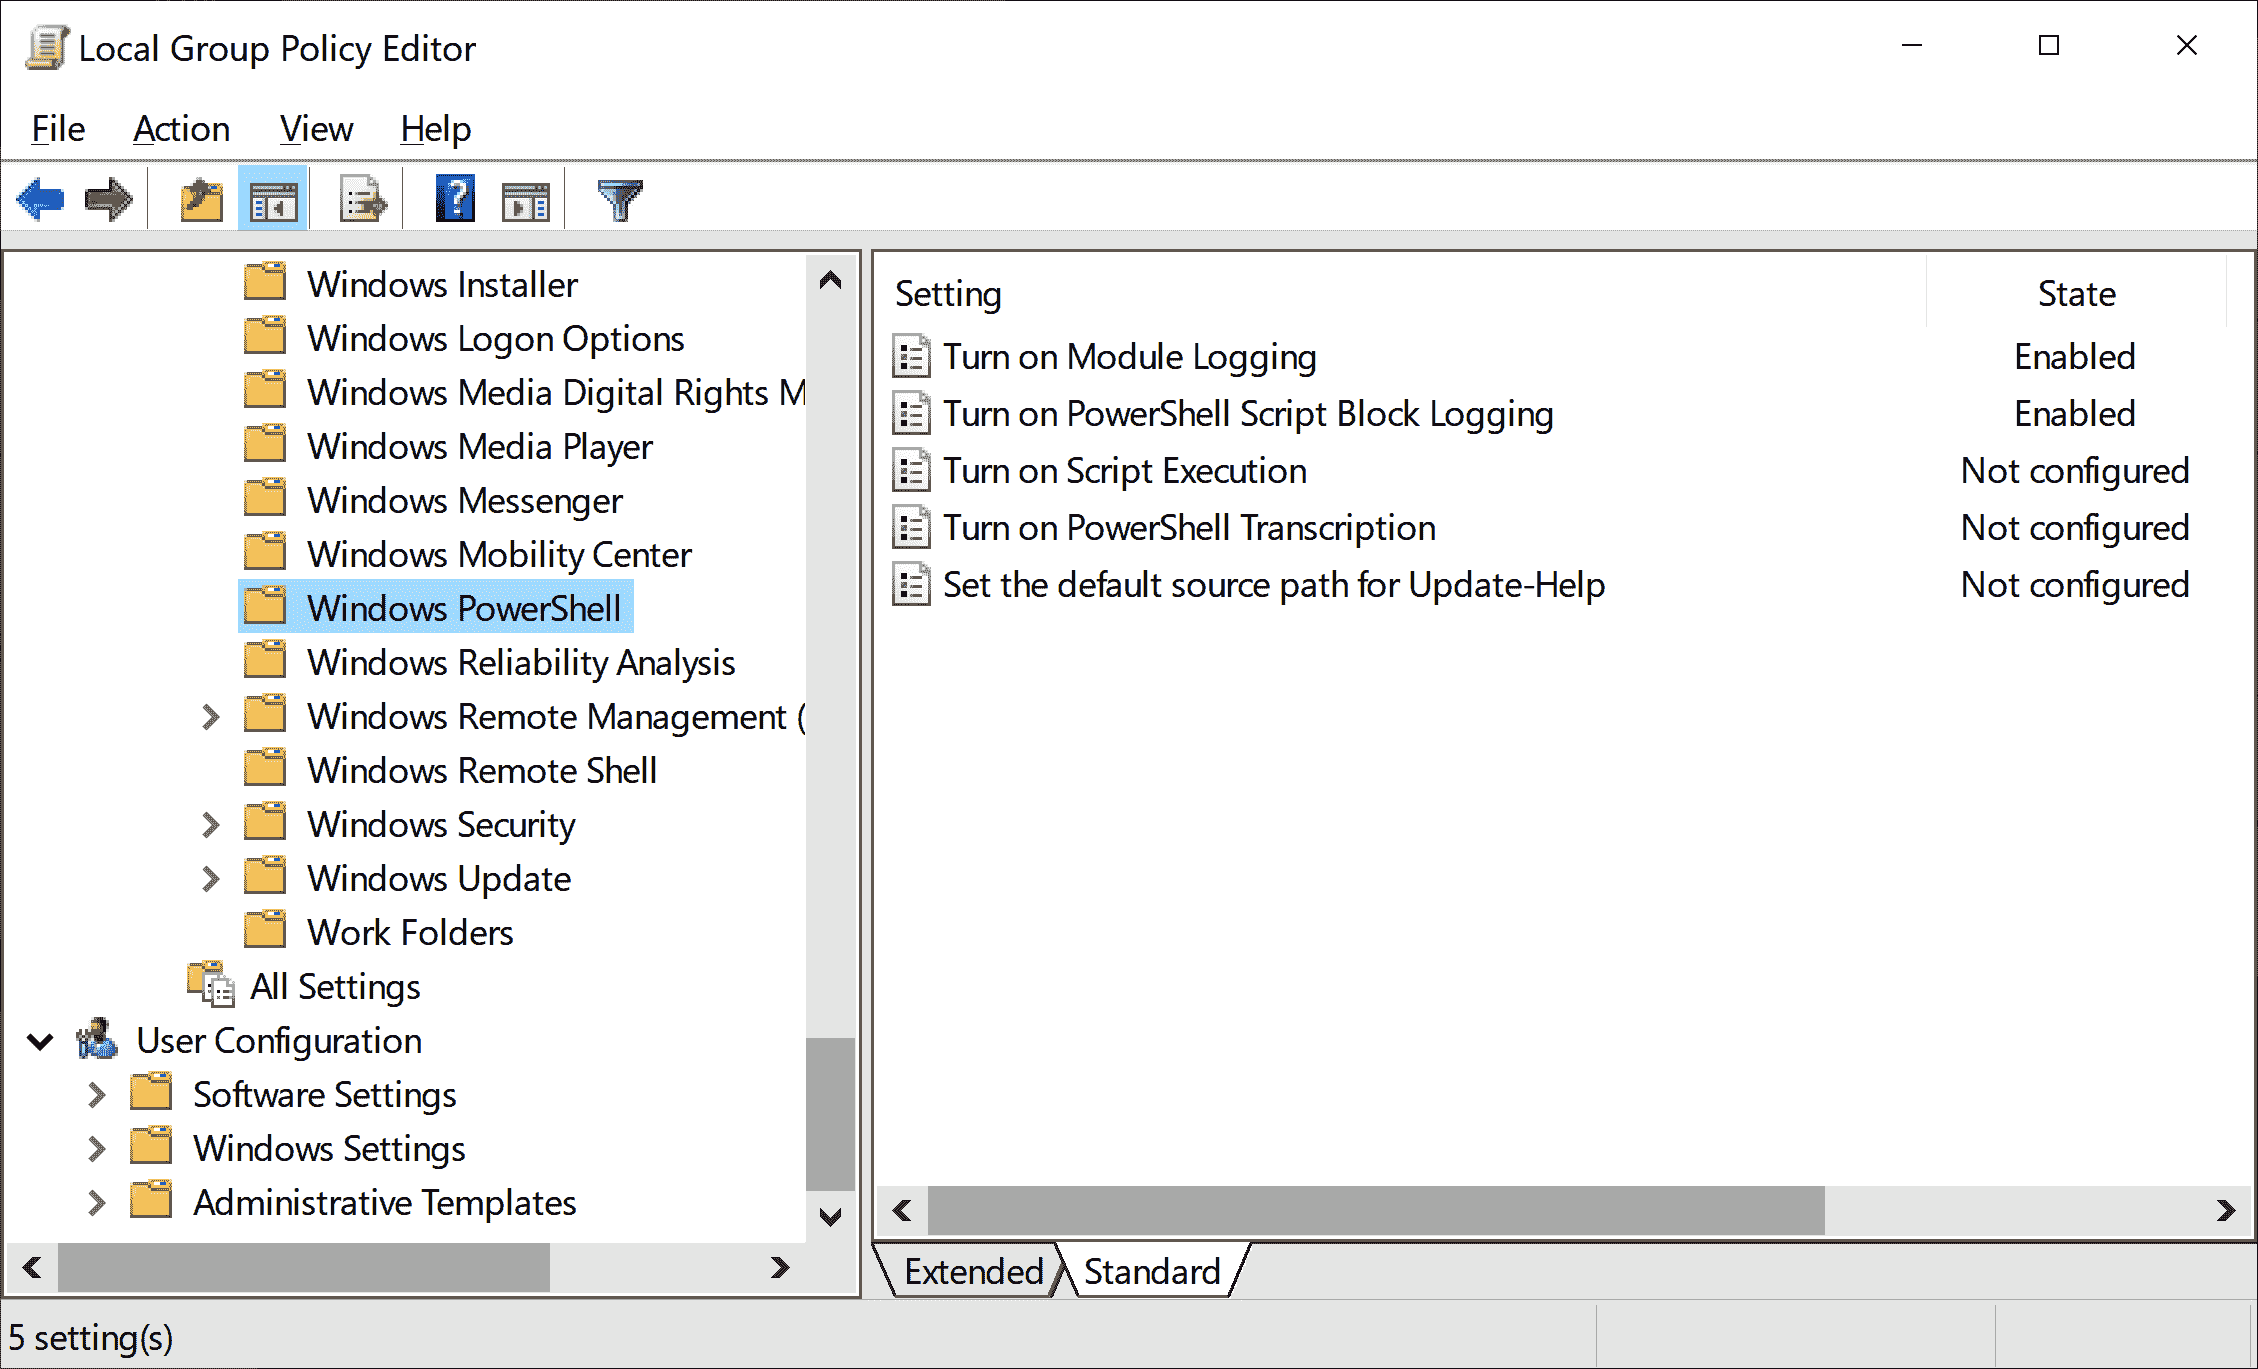 Local Group Policy Editor
File Action View Help
Windows Installer
Windows Logon Options
Windows Media Digital Rights M
Windows Media Player
Windows Messenger
Windows Mobility Center
Windows PowerShell
Windows Reliability Analysis
Windows Remote Management (
Windows Remote Shell
Windows Security
Windows Update
Work Folders
All Settings
User Configuration
Software Settings
Windows Settings
Administrative Templates
Setting State
Turn on Module Logging Enabled
Turn on PowerShell Script Block Logging Enabled
Turn on Script Execution Not configured
Turn on PowerShell Transcription Not configured
Set the default source path for Update-Help Not configured
Extended Standard
5 setting(s)